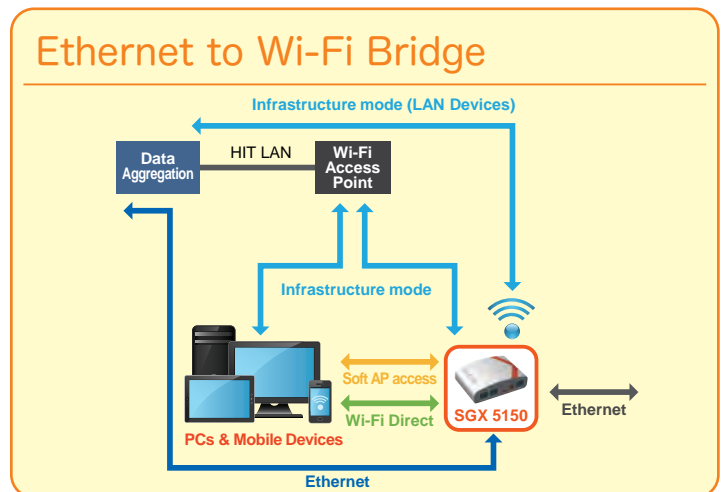 Ethernet to Wi-Fi Bridge
Infrastructure mode (LAN Devices)
Data
Aggregation
HIT LAN
Wi-Fi
Access
Point
Infrastructure mode
Soft AP access
Wi-Fi Direct
SGX 5150
Ethernet
PCs & Mobile Devices
Ethernet